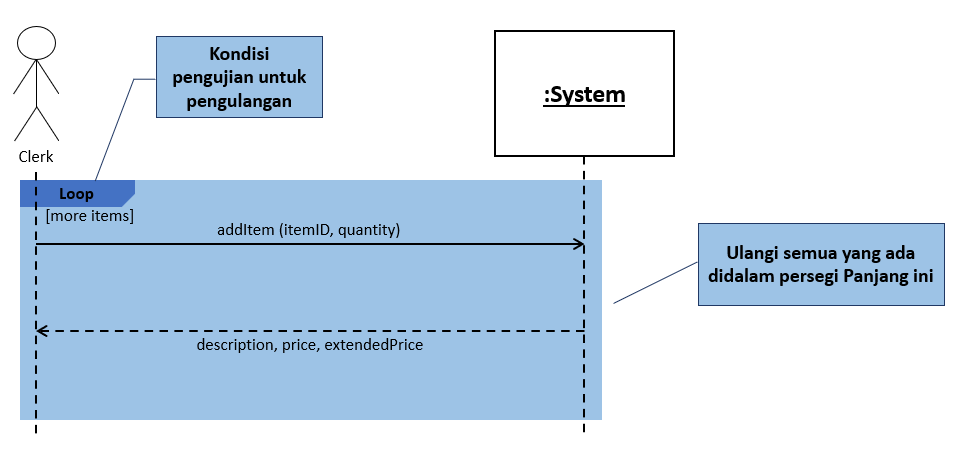 Kondisi
pengujian untuk
pengulangan
:System
Clerk
Loop
[more items]
addItem (itemID, quantity)
Ulangi semua yang ada
didalam persegi Panjang ini
description, price, extendedPrice